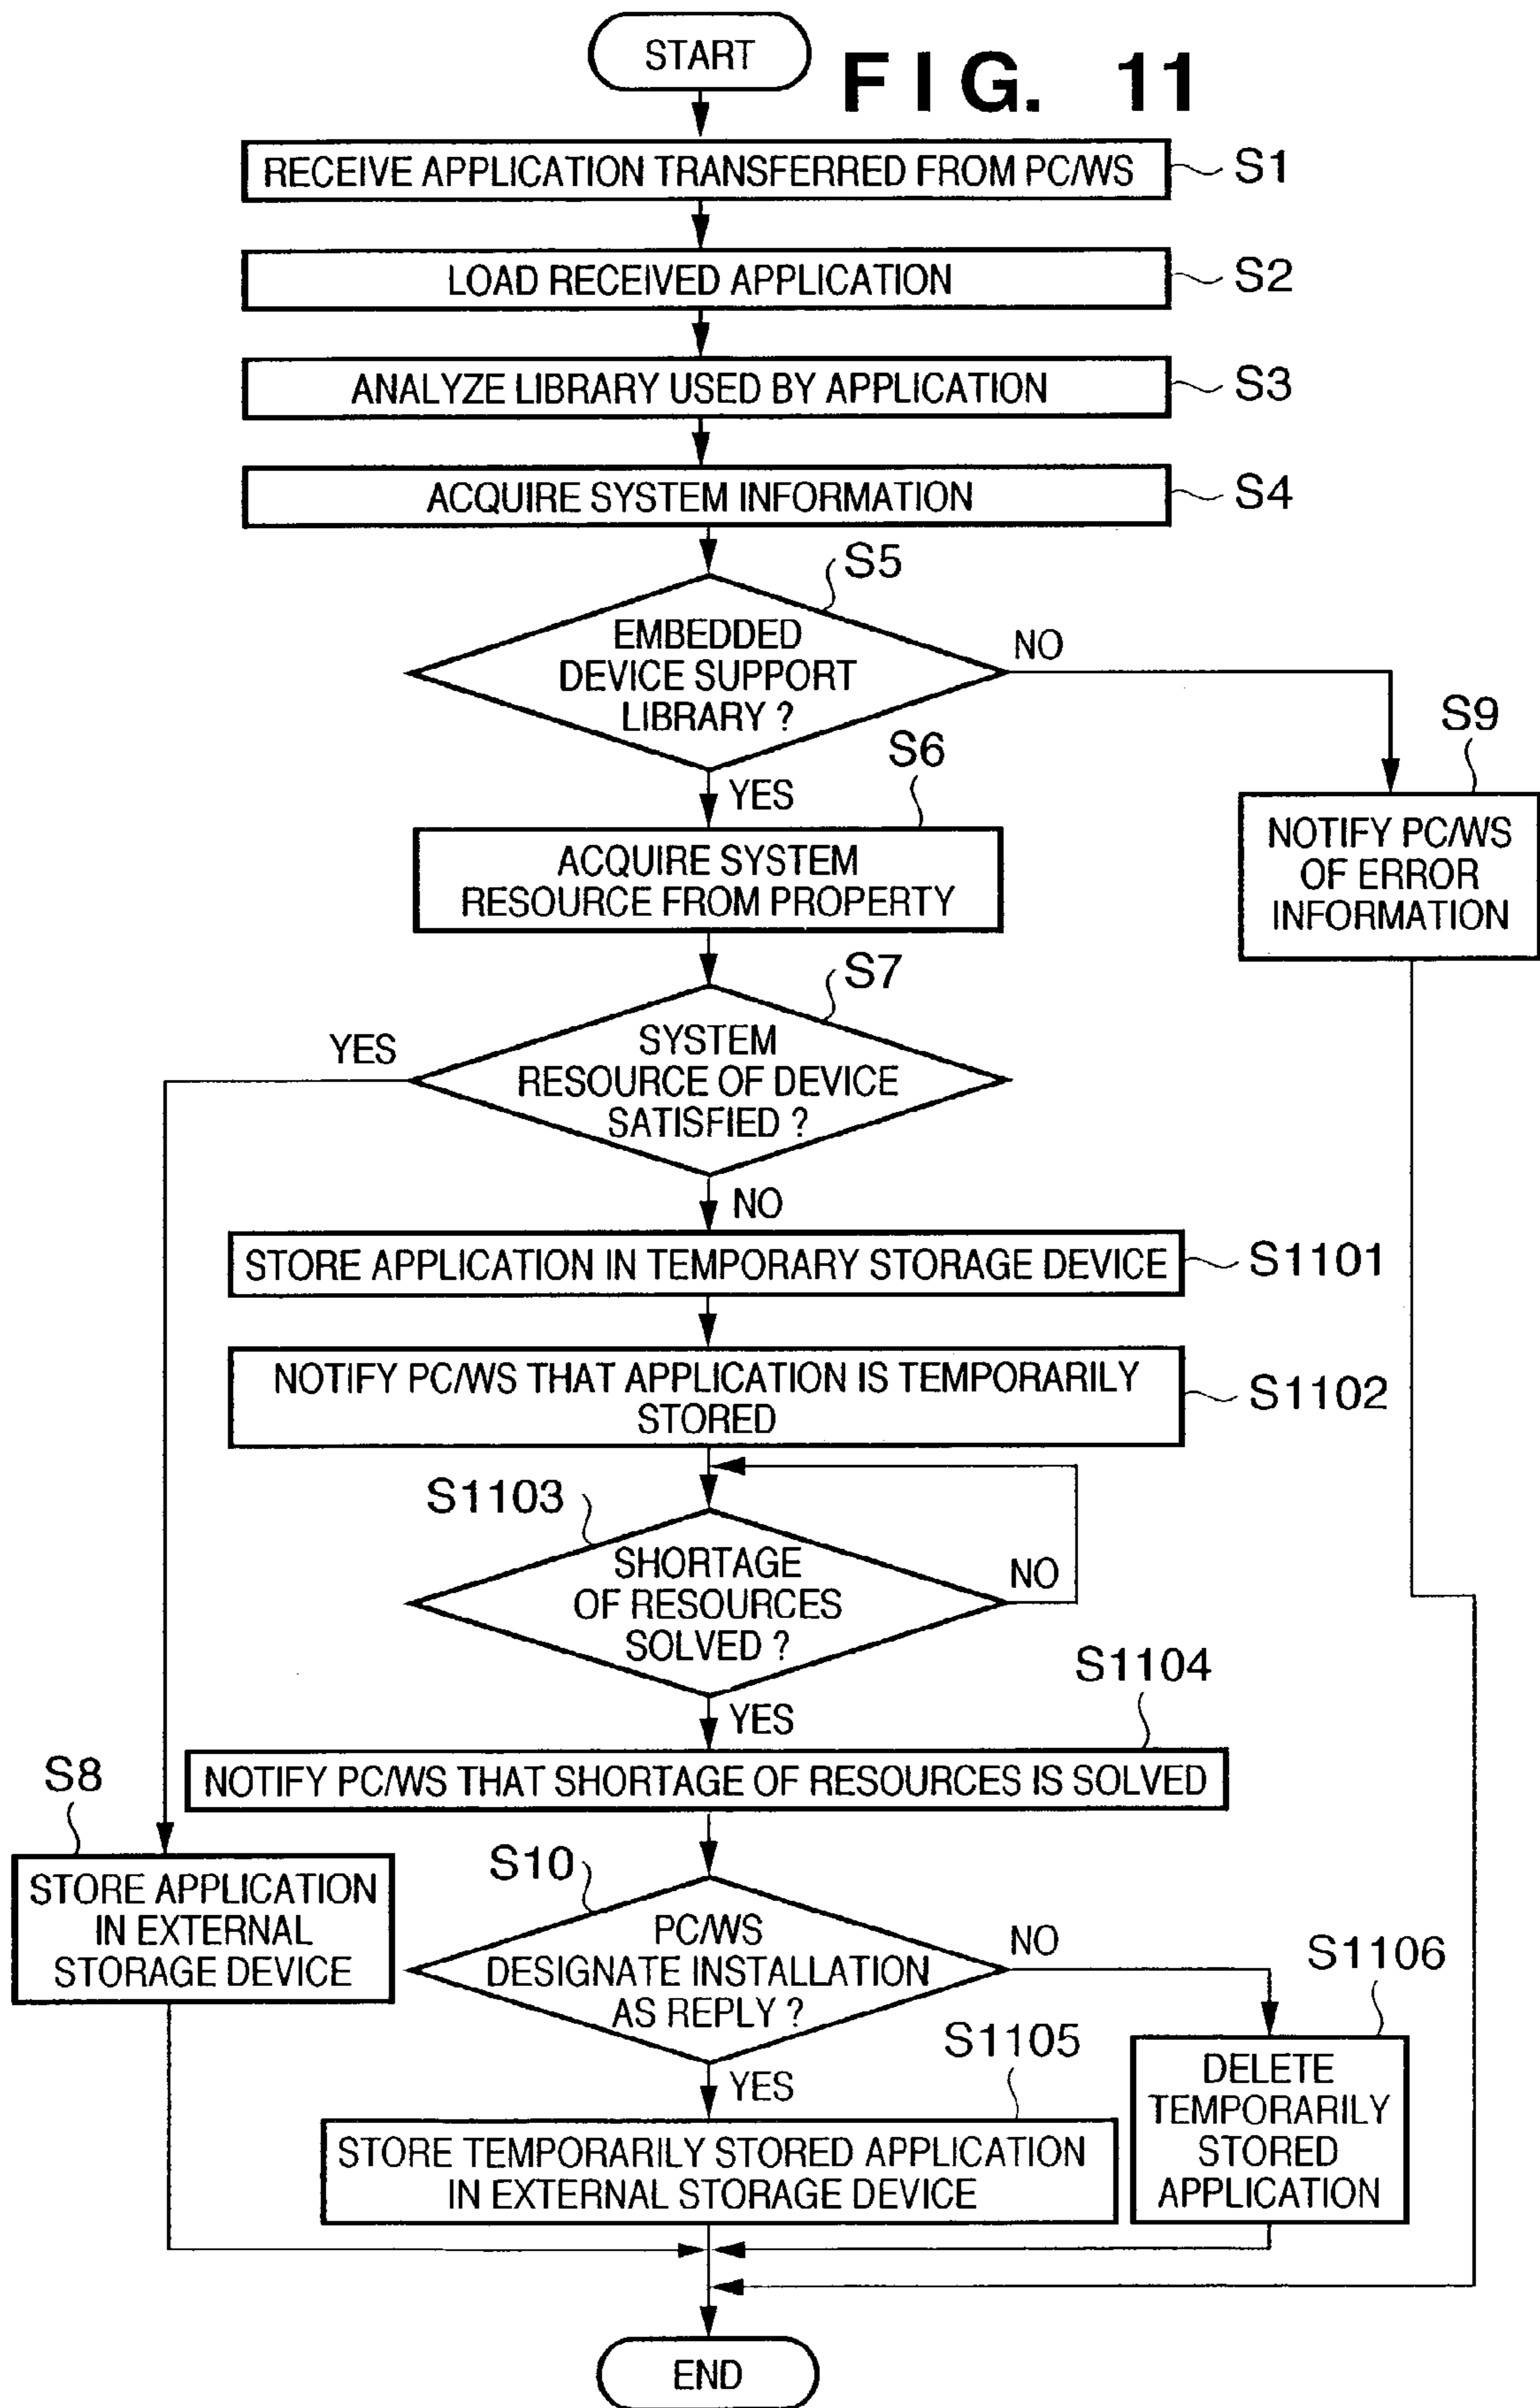 START
FIG. 11
RECEIVE APPLICATION TRANSFERRED FROM PC/WS
S1
LOAD RECEIVED APPLICATION
S2
ANALYZE LIBRARY USED BY APPLICATION
S3
ACQUIRE SYSTEM INFORMATION
S4
S5
EMBEDDED
DEVICE SUPPORT
LIBRARY ?
NO
YES
S9
NOTIFY PC/WS
OF ERROR
INFORMATION
S6
ACQUIRE SYSTEM
RESOURCE FROM PROPERTY
S7
SYSTEM
RESOURCE OF DEVICE
SATISFIED ?
YES
NO
STORE APPLICATION IN TEMPORARY STORAGE DEVICE
S1101
NOTIFY PC/WS THAT APPLICATION IS TEMPORARILY
STORED
S1102
S1103
SHORTAGE
OF RESOURCES
SOLVED ?
NO
YES
S1104
NOTIFY PC/WS THAT SHORTAGE OF RESOURCES IS SOLVED
S8
STORE APPLICATION
IN EXTERNAL
STORAGE DEVICE
S10
PC/WS
DESIGNATE INSTALLATION
AS REPLY ?
NO
YES
S1106
DELETE
TEMPORARILY
STORED
APPLICATION
S1105
STORE TEMPORARILY STORED APPLICATION
IN EXTERNAL STORAGE DEVICE
END